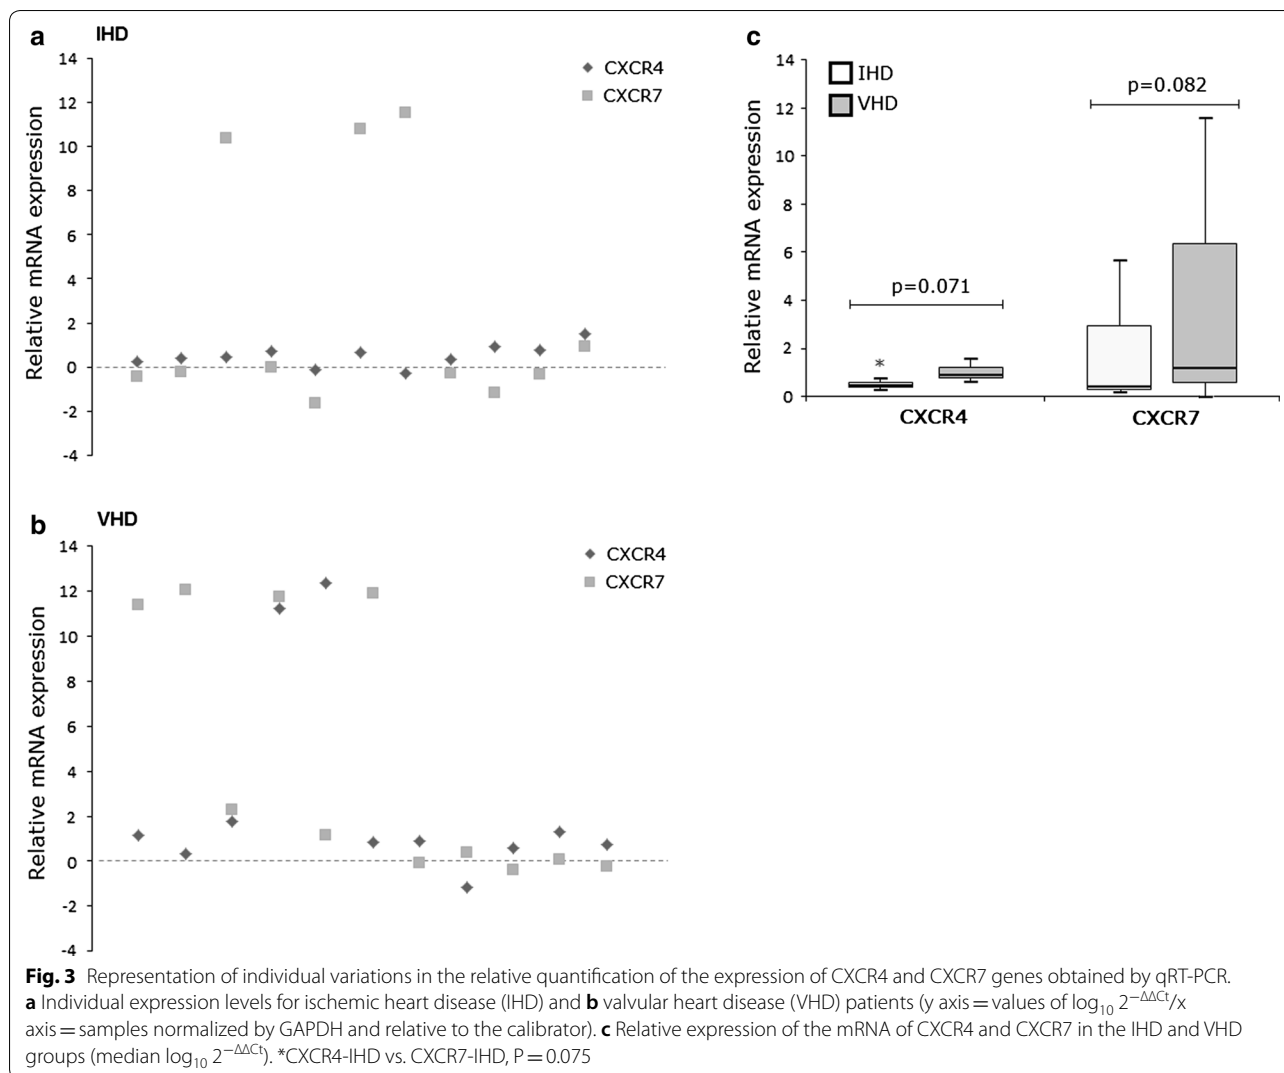 a IHD
14
12
10
8
6
4
2
0
-2
-4
Relative mRNA expression
CXCR4
CXCR7
c
14
12
10
8
6
4
2
0
Relative mRNA expression
IHD
VHD
p=0.082
p=0.071
*
CXCR4 CXCR7
b VHD
14
12
10
8
6
4
2
0
-2
-4
Relative mRNA expression
CXCR4
CXCR7
Fig. 3 Representation of individual variations in the relative quantification of the expression of CXCR4 and CXCR7 genes obtained by qRT-PCR.
a Individual expression levels for ischemic heart disease (IHD) and b valvular heart disease (VHD) patients (y axis = values of log₁₀ 2^−ΔΔCt/x
axis = samples normalized by GAPDH and relative to the calibrator). c Relative expression of the mRNA of CXCR4 and CXCR7 in the IHD and VHD
groups (median log₁₀ 2^−ΔΔCt). *CXCR4-IHD vs. CXCR7-IHD, P = 0.075